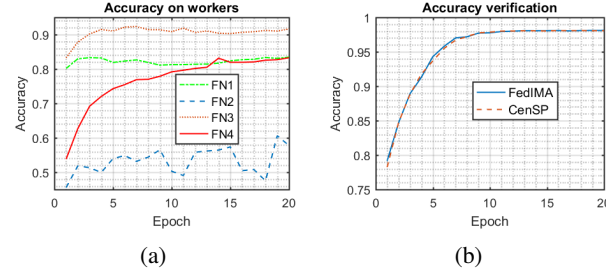 Accuracy on workers
0.9
0.8
0.7
0.6
0.5
Accuracy
FN1
FN2
FN3
FN4
0 5 10 15 20
Epoch
(a)
Accuracy verification
1
0.95
0.9
0.85
0.8
0.75
Accuracy
FedIMA
CenSP
0 5 10 15 20
Epoch
(b)